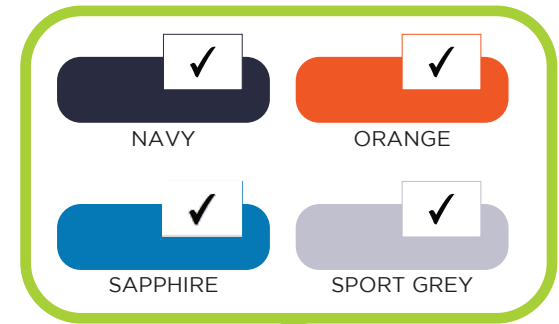 ✓ ✓
NAVY ORANGE
✓ ✓
SAPPHIRE SPORT GREY